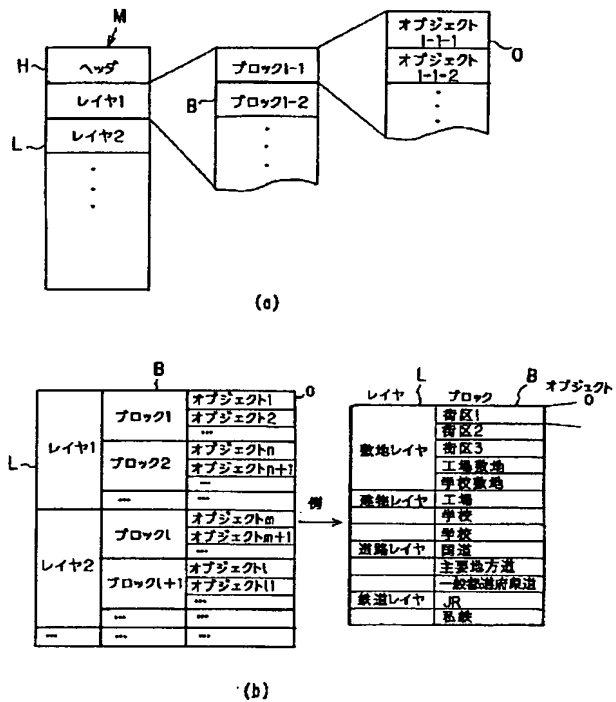 M
H
ヘッダ
レイヤ1
L
レイヤ2
B
ブロック1-1
ブロック1-2
オブジェクト
1-1-1
オブジェクト
1-1-2
O
(a)
B
O
L
レイヤ1
ブロック1
オブジェクト1
オブジェクト2
...
ブロック2
オブジェクトn
オブジェクトn+1
...
...
...
レイヤ2
ブロックl
オブジェクトm
オブジェクトm+1
...
ブロックl+1
オブジェクトl
オブジェクトl1
...
...
...
...
...
...
例
レイヤ
L
ブロック
B
オブジェクト
O
敷地レイヤ
街区1
街区2
街区3
工場敷地
学校敷地
建物レイヤ
工場
学校
学校
道路レイヤ
国道
主要地方道
一般都道府県道
鉄道レイヤ
JR
私鉄
(b)